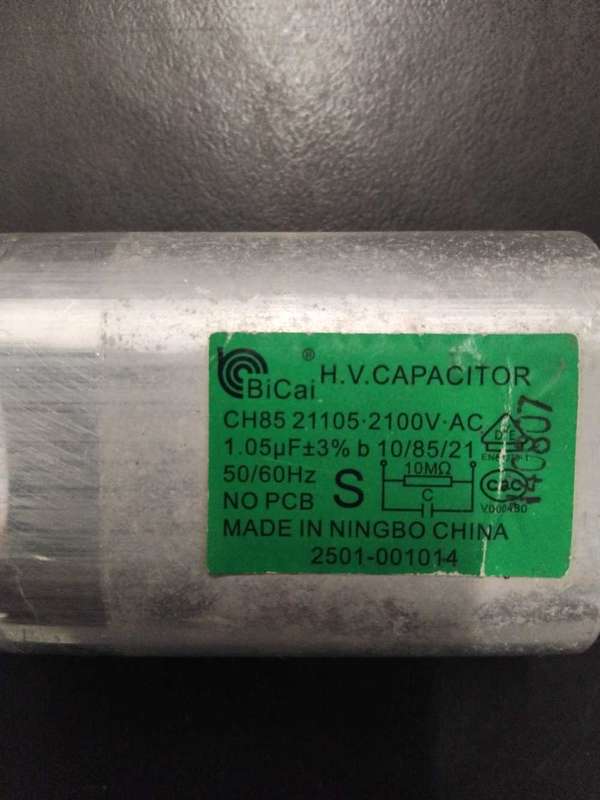 BiCai ® H.V.CAPACITOR
CH85 21105·2100V·AC
1.05µF±3% b 10/85/21
50/60Hz
NO PCB
S
10MΩ
C
MADE IN NINGBO CHINA
2501-001014
140807